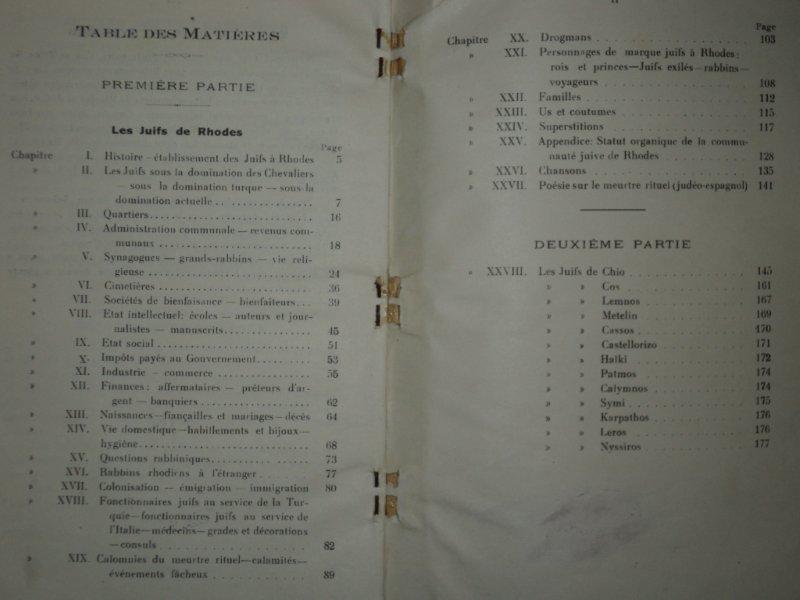 TABLE DES MATIÈRES
PREMIÈRE PARTIE
Les Juifs de Rhodes
Page
Chapitre I. Histoire - établissement des Juifs à Rhodes 5
» II. Les Juifs sous la domination des Chevaliers
— sous la domination turque — sous la
domination actuelle . . . . . . . . . . . . . . . . 7
» III. Quartiers . . . . . . . . . . . . . . . . 16
» IV. Administration communale — revenus com-
munaux . . . . . . . . . . . . . . . . 18
» V. Synagogues — grands-rabbins — vie reli-
gieuse . . . . . . . . . . . . . . . . 24
» VI. Cimetières . . . . . . . . . . . . . . . . 36
» VII. Sociétés de bienfaisance — bienfaiteurs . . . 39
» VIII. Etat intellectuel: écoles — auteurs et jour-
nalistes — manuscrits . . . . . . . . . . . . . . . . 45
» IX. Etat social . . . . . . . . . . . . . . . . 51
» X. Impôts payés au Gouvernement . . . . . . . . . 53
» XI. Industrie — commerce . . . . . . . . . . . . . . . . 55
» XII. Finances: affermataires — prêteurs d'ar-
gent — banquiers . . . . . . . . . . . . . . . . 62
» XIII. Naissances—fiançailles et mariages—décés 64
» XIV. Vie domestique—habillements et bijoux—
hygiène . . . . . . . . . . . . . . . . 68
» XV. Questions rabbiniques . . . . . . . . . . . . . . . . 73
» XVI. Rabbins rhodiens à l'étranger . . . . . . . 77
» XVII. Colonisation — émigration — immigration 80
» XVIII. Fonctionnaires juifs au service de la Tur-
quie—fonctionnaires juifs au service de
l'Italie—médecins—grades et décorations
—consuls . . . . . . . . . . . . . . . . 82
» XIX. Calomnies du meurtre rituel—calamités—
événements fâcheux . . . . . . . . . . . . 89
II
Page
Chapitre XX. Drogmans . . . . . . . . . . . . . . . . 103
» XXI. Personnages de marque juifs à Rhodes:
rois et princes—Juifs exilés—rabbins—
voyageurs . . . . . . . . . . . . . . . . 108
» XXII. Familles . . . . . . . . . . . . . . . . 112
» XXIII. Us et coutumes . . . . . . . . . . . . . . . . 115
» XXIV. Superstitions . . . . . . . . . . . . . . . . 117
» XXV. Appendice: Statut organique de la commu-
nauté juive de Rhodes . . . . . . . . . . 128
» XXVI. Chansons . . . . . . . . . . . . . . . . 135
» XXVII. Poésie sur le meurtre rituel (judéo-espagnol) 141
DEUXIÈME PARTIE
» XXVIII. Les Juifs de Chio . . . . . . . . . . . . 145
» » Cos . . . . . . . . . . . . 161
» » Lemnos . . . . . . . . . . . . 167
» » Metelin . . . . . . . . . . . . 169
» » Cassos . . . . . . . . . . . . 170
» » Castellorizo . . . . . . . . . . 171
» » Halki . . . . . . . . . . . . 172
» » Patmos . . . . . . . . . . . . 174
» » Calymnos . . . . . . . . . . . . 174
» » Symi . . . . . . . . . . . . 175
» » Karpathos . . . . . . . . . . . . 176
» » Leros . . . . . . . . . . . . 176
» » Nyssiros . . . . . . . . . . . . 177